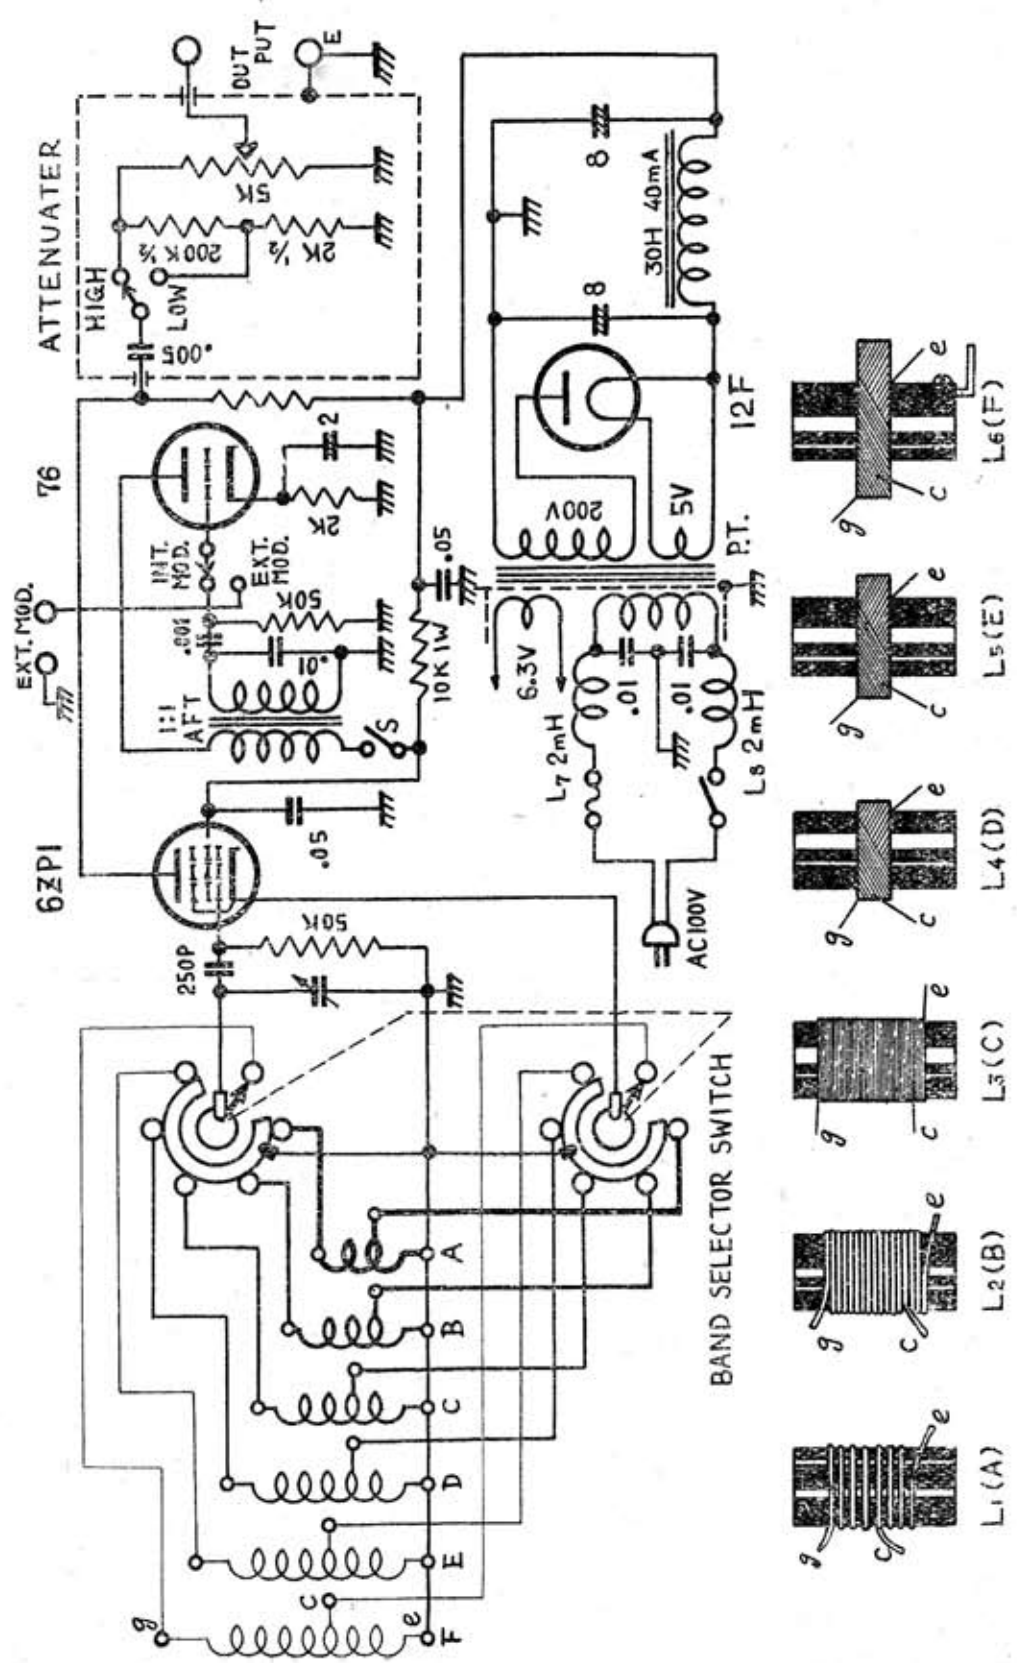 6ZP1
EXT. MOD.
76
ATTENUATER
250P
50K
.05
1:1
AFT
.001
.01
50K
INT.
MOD.
EXT.
MOD.
2K
2
S
10K 1W
.05
HIGH
LOW
.005
200K ½
2K ½
5K
OUT
PUT
E
g
c
e
F
E
D
C
B
A
BAND SELECTOR SWITCH
AC100V
L7 2mH
L8 2mH
.01
.01
6.3V
P.T.
200V
5V
12F
8
8
30H 40mA
g
c
e
L1(A)
g
c
e
L2(B)
g
c
e
L3(C)
g
c
e
L4(D)
g
c
e
L5(E)
g
c
e
L6(F)